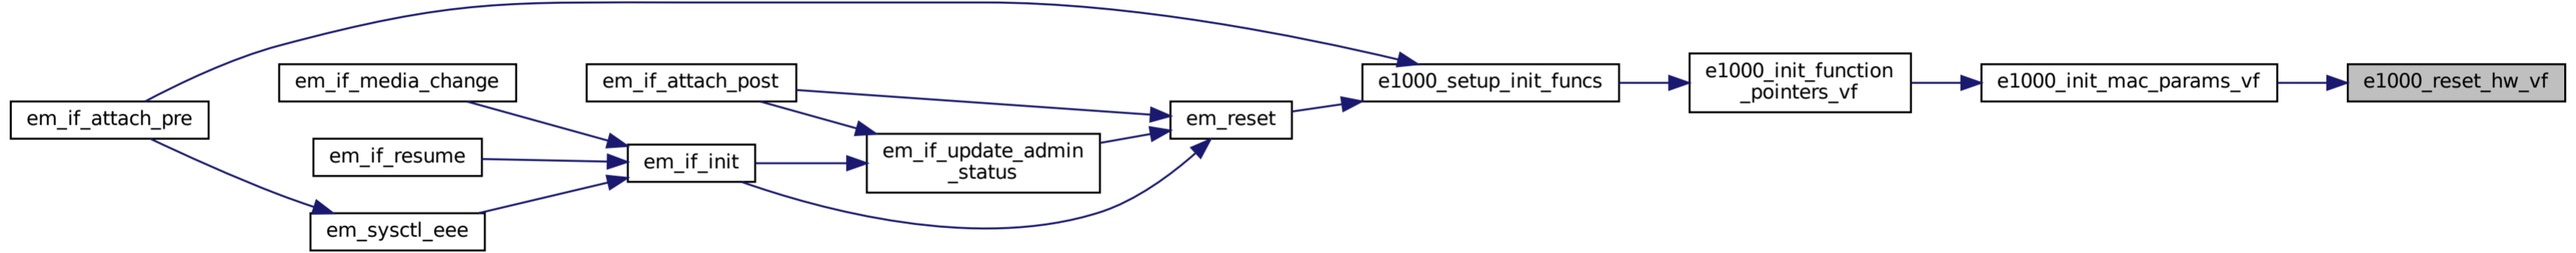 em_if_attach_pre
em_if_media_change
em_if_resume
em_sysctl_eee
em_if_attach_post
em_if_init
em_if_update_admin
_status
em_reset
e1000_setup_init_funcs
e1000_init_function
_pointers_vf
e1000_init_mac_params_vf
e1000_reset_hw_vf